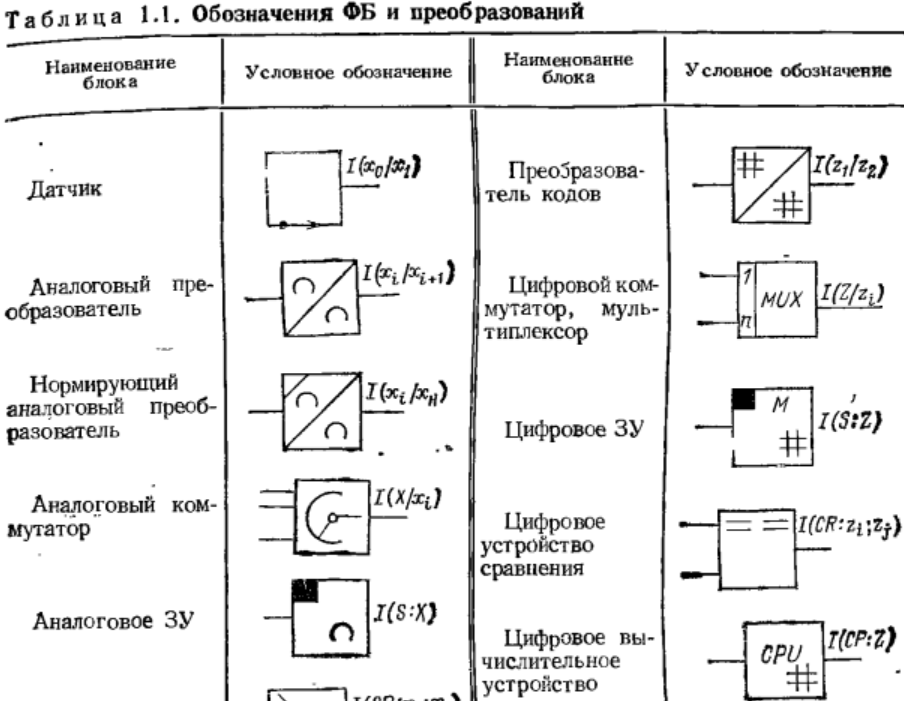 Таблица 1.1. Обозначения ФБ и преобразований
Наименование
блока
Условное обозначение
Наименование
блока
Условное обозначение
Датчик
I(x₀/x₁)
Преобразова-
тель кодов
I(z₁/z₂)
Аналоговый пре-
образователь
I(xᵢ/xᵢ₊₁)
Цифровой ком-
мутатор, муль-
типлексор
1
MUX
n
I(Z/zᵢ)
Нормирующий
аналоговый преоб-
разователь
I(xᵢ/xн)
Цифровое ЗУ
M
I(S:Z)
Аналоговый ком-
мутатор
I(X/xᵢ)
Цифровое
устройство
сравнения
I(CR:zᵢ;zⱼ)
Аналоговое ЗУ
I(S:X)
Цифровое вы-
числительное
устройство
CPU
I(CP:Z)